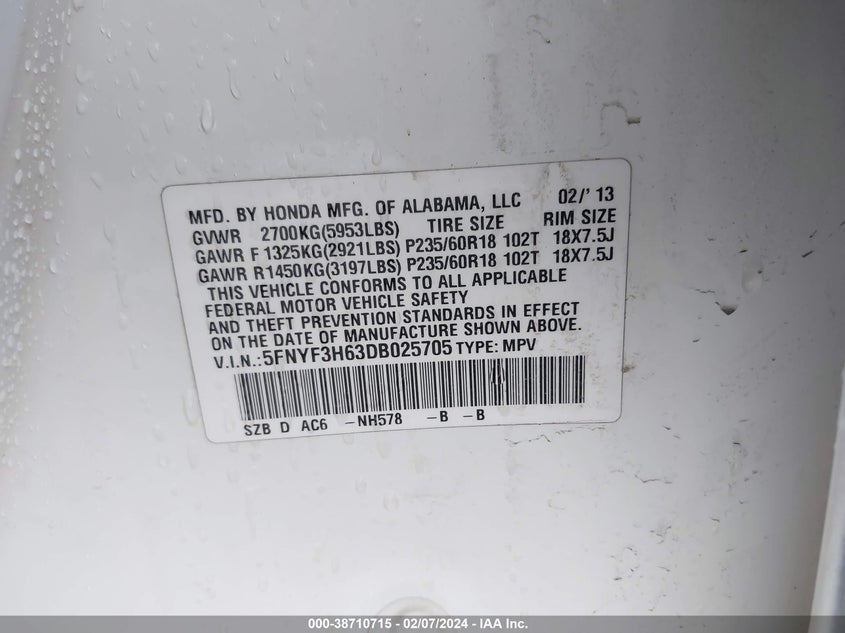 MFD. BY HONDA MFG. OF ALABAMA, LLC 02/' 13
GVWR 2700KG(5953LBS) TIRE SIZE RIM SIZE
GAWR F 1325KG(2921LBS) P235/60R18 102T 18X7.5J
GAWR R1450KG(3197LBS) P235/60R18 102T 18X7.5J
THIS VEHICLE CONFORMS TO ALL APPLICABLE
FEDERAL MOTOR VEHICLE SAFETY
AND THEFT PREVENTION STANDARDS IN EFFECT
ON THE DATE OF MANUFACTURE SHOWN ABOVE.
V.I.N.:5FNYF3H63DB025705 TYPE: MPV
SZB D AC6 -NH578 -B -B
000-38710715 - 02/07/2024 - IAA Inc.